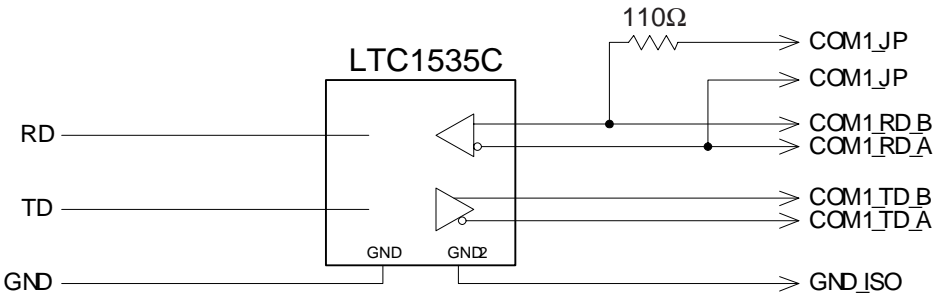 110Ω
COM1_JP
LTC1535C
COM1_JP
RD
COM1_RD_B
COM1_RD_A
TD
COM1_TD_B
COM1_TD_A
GND
GND2
GND
GND_ISO